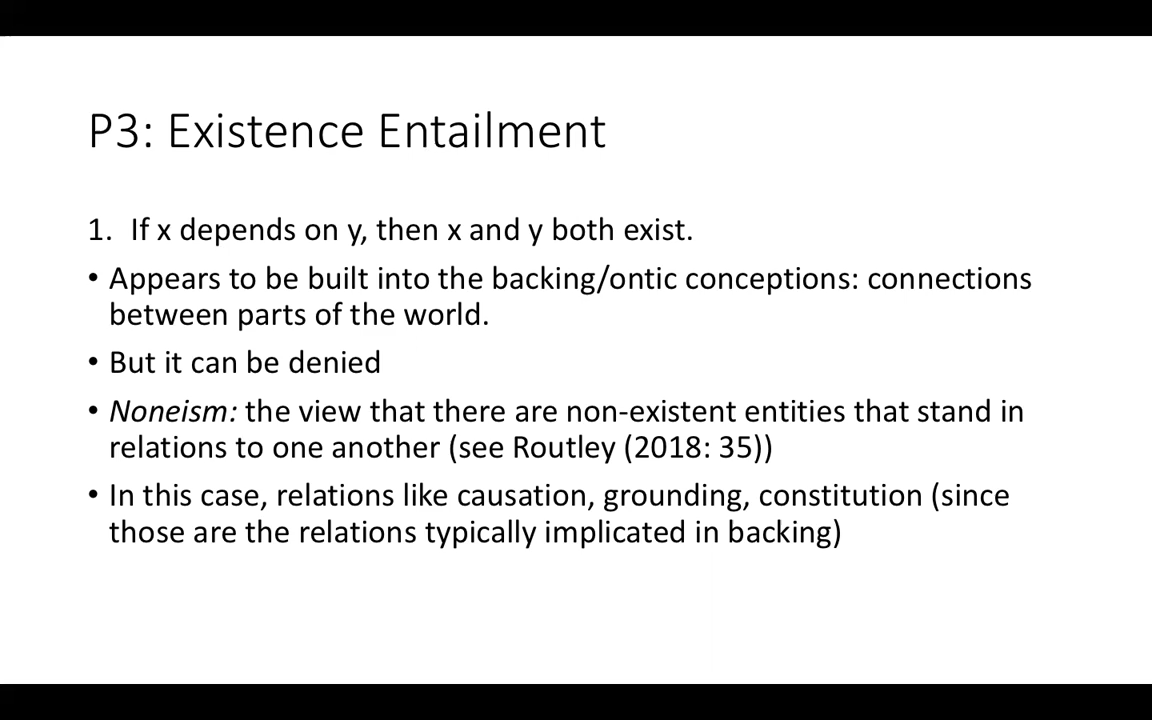 P3: Existence Entailment
1. If x depends on y, then x and y both exist.
• Appears to be built into the backing/ontic conceptions: connections
between parts of the world.
• But it can be denied
• Noneism: the view that there are non-existent entities that stand in
relations to one another (see Routley (2018: 35))
• In this case, relations like causation, grounding, constitution (since
those are the relations typically implicated in backing)